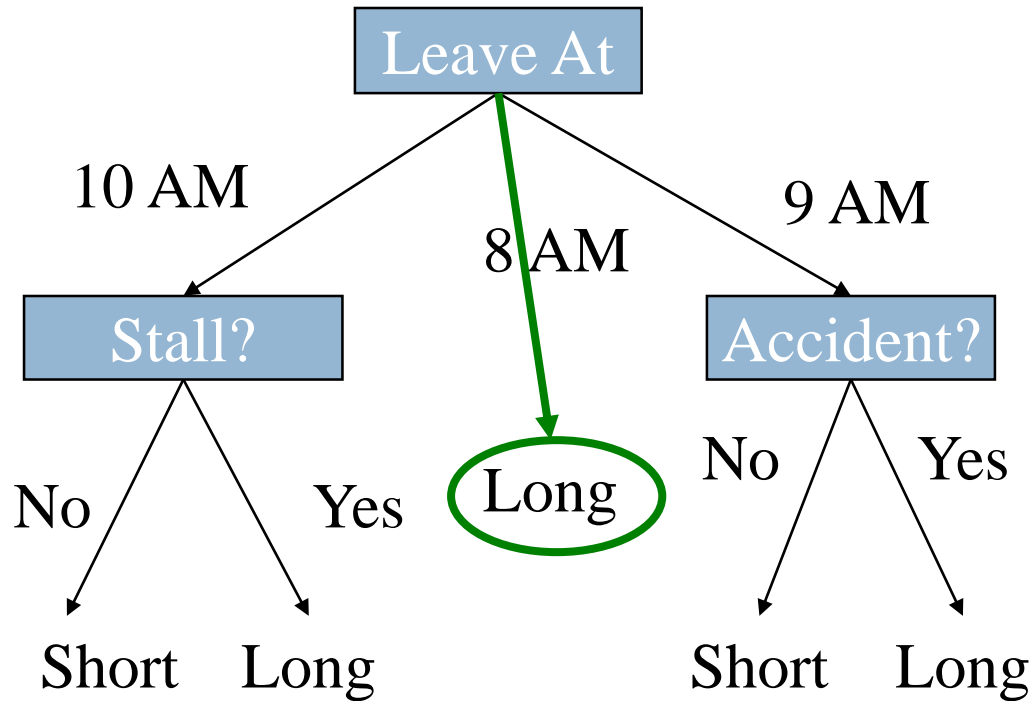 Leave At
10 AM
8 AM
9 AM
Stall?
Accident?
No
Yes
Long
No
Yes
Short
Long
Short
Long